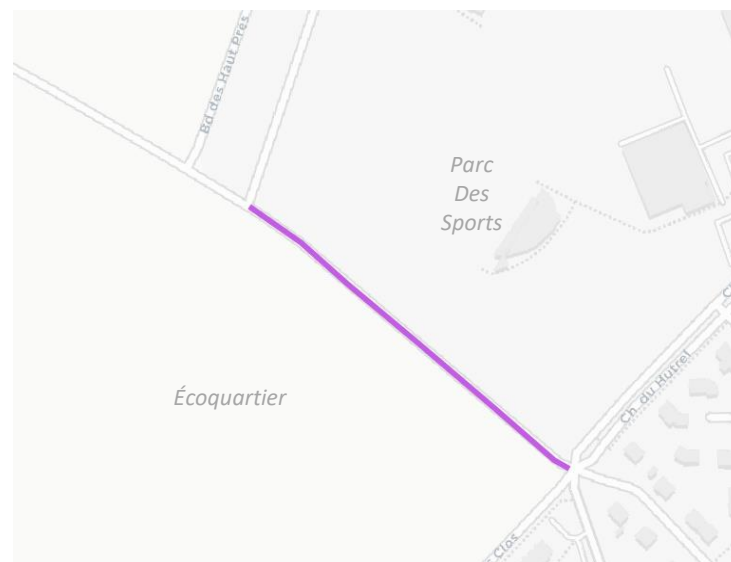 Bd des Haut Prés
Parc
Des
Sports
Écoquartier
Ch. du Hutrel
Clos